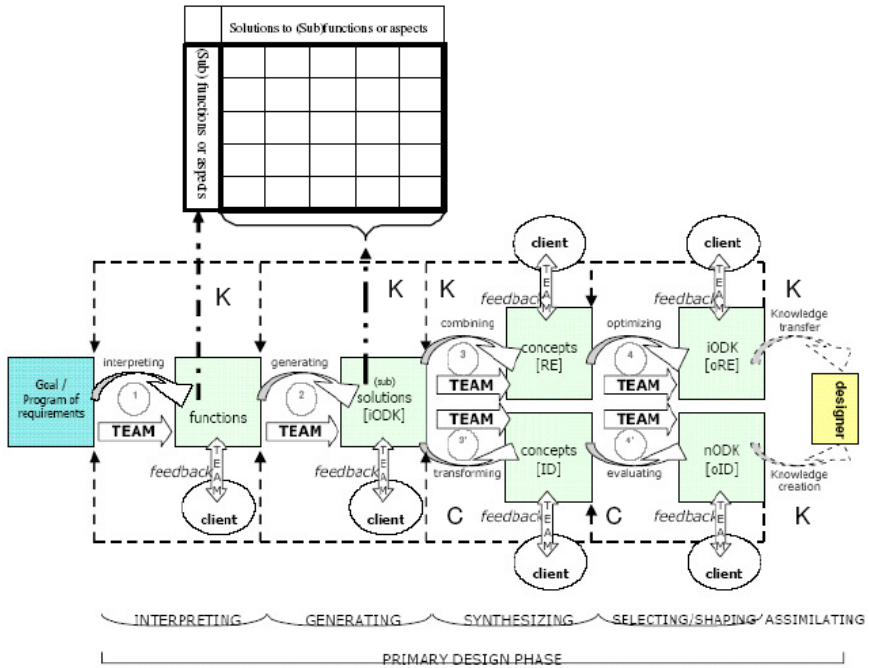 Solutions to (Sub)functions or aspects
(Sub) functions or aspects
client
client
K
K
K
K
TEAM
TEAM
feedback
feedback
combining
optimizing
Knowledge
transfer
interpreting
generating
3
4
concepts
[RE]
iODK
[oRE]
Goal /
Program of
requirements
1
2
functions
(sub)
solutions
[iODK]
TEAM
TEAM
TEAM
TEAM
TEAM
TEAM
designer
3'
4'
concepts
[ID]
nODK
[oID]
feedback
feedback
TEAM
TEAM
transforming
evaluating
Knowledge
creation
client
client
C
C
K
feedback
feedback
TEAM
TEAM
client
client
INTERPRETING
GENERATING
SYNTHESIZING
SELECTING/SHAPING
ASSIMILATING
PRIMARY DESIGN PHASE